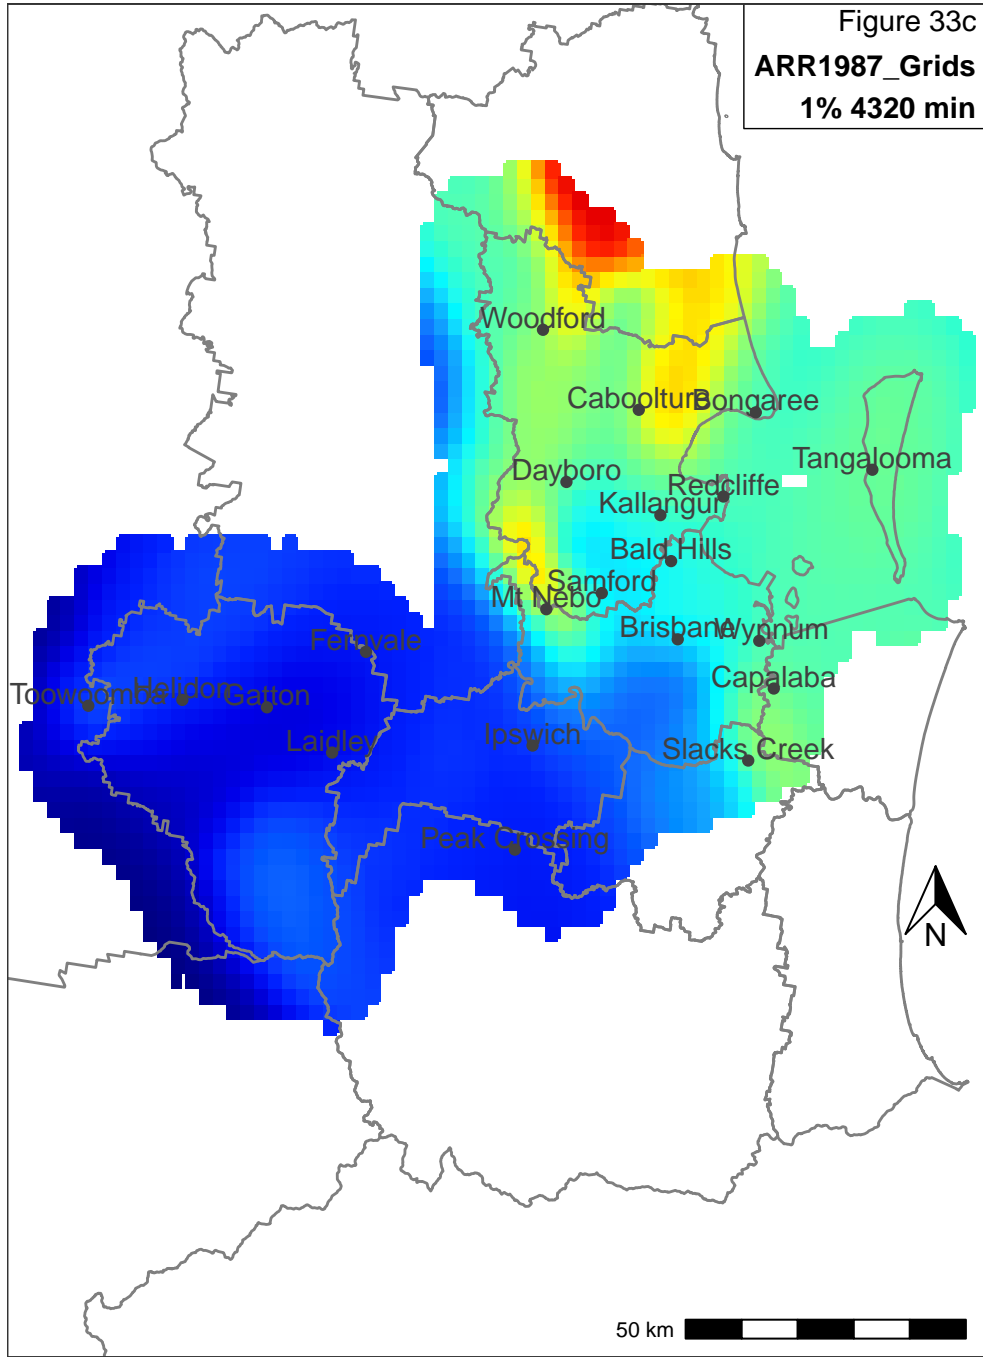 Figure 33c
ARR1987_Grids
1% 4320 min
Woodford
Caboolture
Bongaree
Tangalooma
Dayboro
Redcliffe
Kallangur
Bald Hills
Samford
Mt Nebo
Brisbane
Wynnum
Fernvale
Capalaba
Toowoomba
Helidon
Gatton
Laidley
Ipswich
Slacks Creek
Peak Crossing
N
50 km